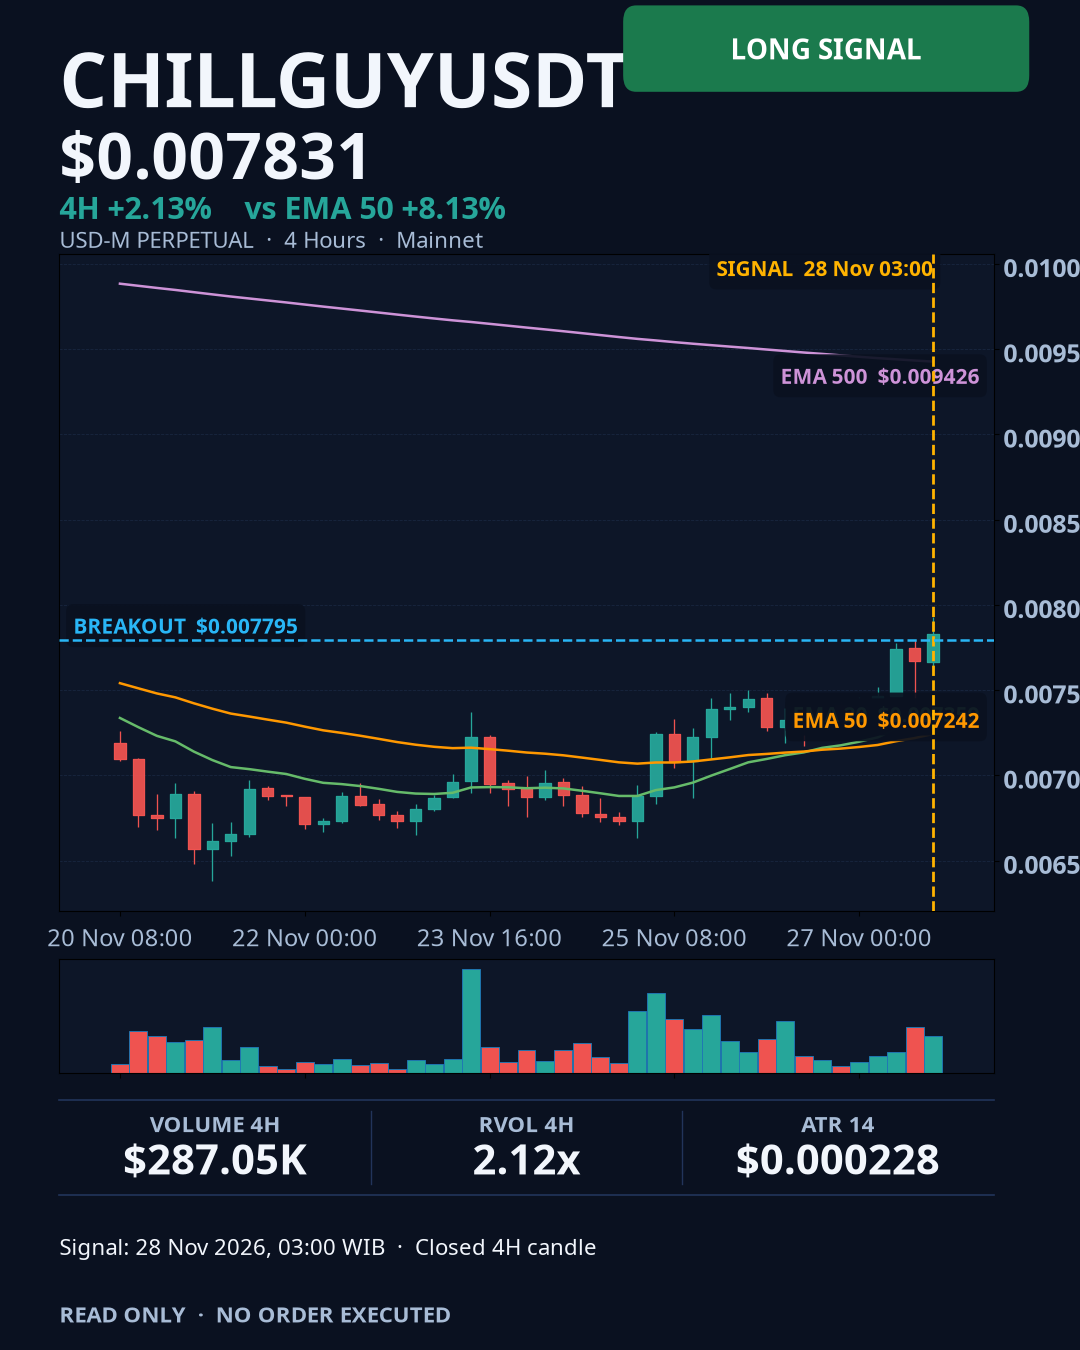 CHILLGUYUSDT
LONG SIGNAL
$0.007831
4H +2.13% vs EMA 50 +8.13%
USD-M PERPETUAL · 4 Hours · Mainnet
SIGNAL 28 Nov 03:00
EMA 500 $0.009426
BREAKOUT $0.007795
EMA 50 $0.007242
0.0100
0.0095
0.0090
0.0085
0.0080
0.0075
0.0070
0.0065
20 Nov 08:00
22 Nov 00:00
23 Nov 16:00
25 Nov 08:00
27 Nov 00:00
VOLUME 4H
$287.05K
RVOL 4H
2.12x
ATR 14
$0.000228
Signal: 28 Nov 2026, 03:00 WIB · Closed 4H candle
READ ONLY · NO ORDER EXECUTED